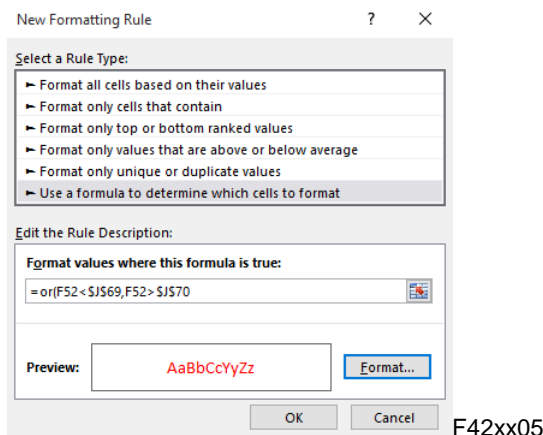 New Formatting Rule ? ×
Select a Rule Type:
► Format all cells based on their values
► Format only cells that contain
► Format only top or bottom ranked values
► Format only values that are above or below average
► Format only unique or duplicate values
► Use a formula to determine which cells to format
Edit the Rule Description:
Format values where this formula is true:
=or(F52<$J$69,F52>$J$70
Preview: AaBbCcYyZz Format...
OK Cancel
F42xx05